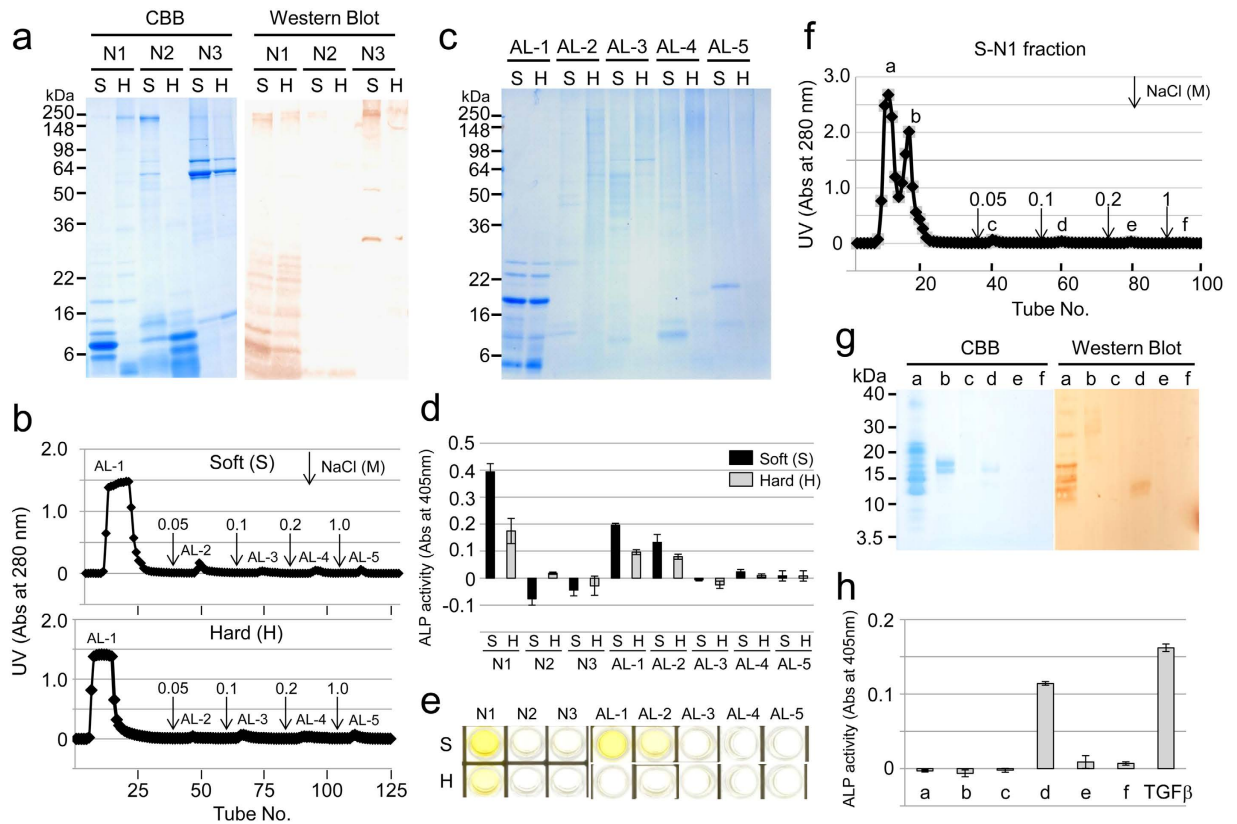 a
CBB
Western Blot
N1 N2 N3 N1 N2 N3
S H S H S H S H S H S H
kDa
250
148
98
64
50
36
22
16
6
b
2.0
AL-1
Soft (S)
NaCl (M)
1.0
0.05 0.1 0.2 1.0
AL-2 AL-3 AL-4 AL-5
0
2.0
AL-1
Hard (H)
1.0
0.05 0.1 0.2 1.0
AL-2 AL-3 AL-4 AL-5
0
25 50 75 100 125
Tube No.
UV (Abs at 280 nm)
c
AL-1 AL-2 AL-3 AL-4 AL-5
S H S H S H S H S H
kDa
250
148
98
64
50
36
22
16
6
d
0.5
0.4
0.3
0.2
0.1
0
-0.1
ALP activity (Abs at 405nm)
Soft (S)
Hard (H)
S H S H S H S H S H S H S H S H
N1 N2 N3 AL-1 AL-2 AL-3 AL-4 AL-5
e
N1 N2 N3 AL-1 AL-2 AL-3 AL-4 AL-5
S
H
f
S-N1 fraction
a
b
NaCl (M)
3.0
2.0
1.0
0
0.05 0.1 0.2 1
c d e f
20 40 60 80 100
Tube No.
UV (Abs at 280 nm)
g
CBB
Western Blot
kDa
a b c d e f a b c d e f
40
30
20
15
10
3.5
h
0.2
0.1
0
ALP activity (Abs at 405nm)
a b c d e f TGFβ